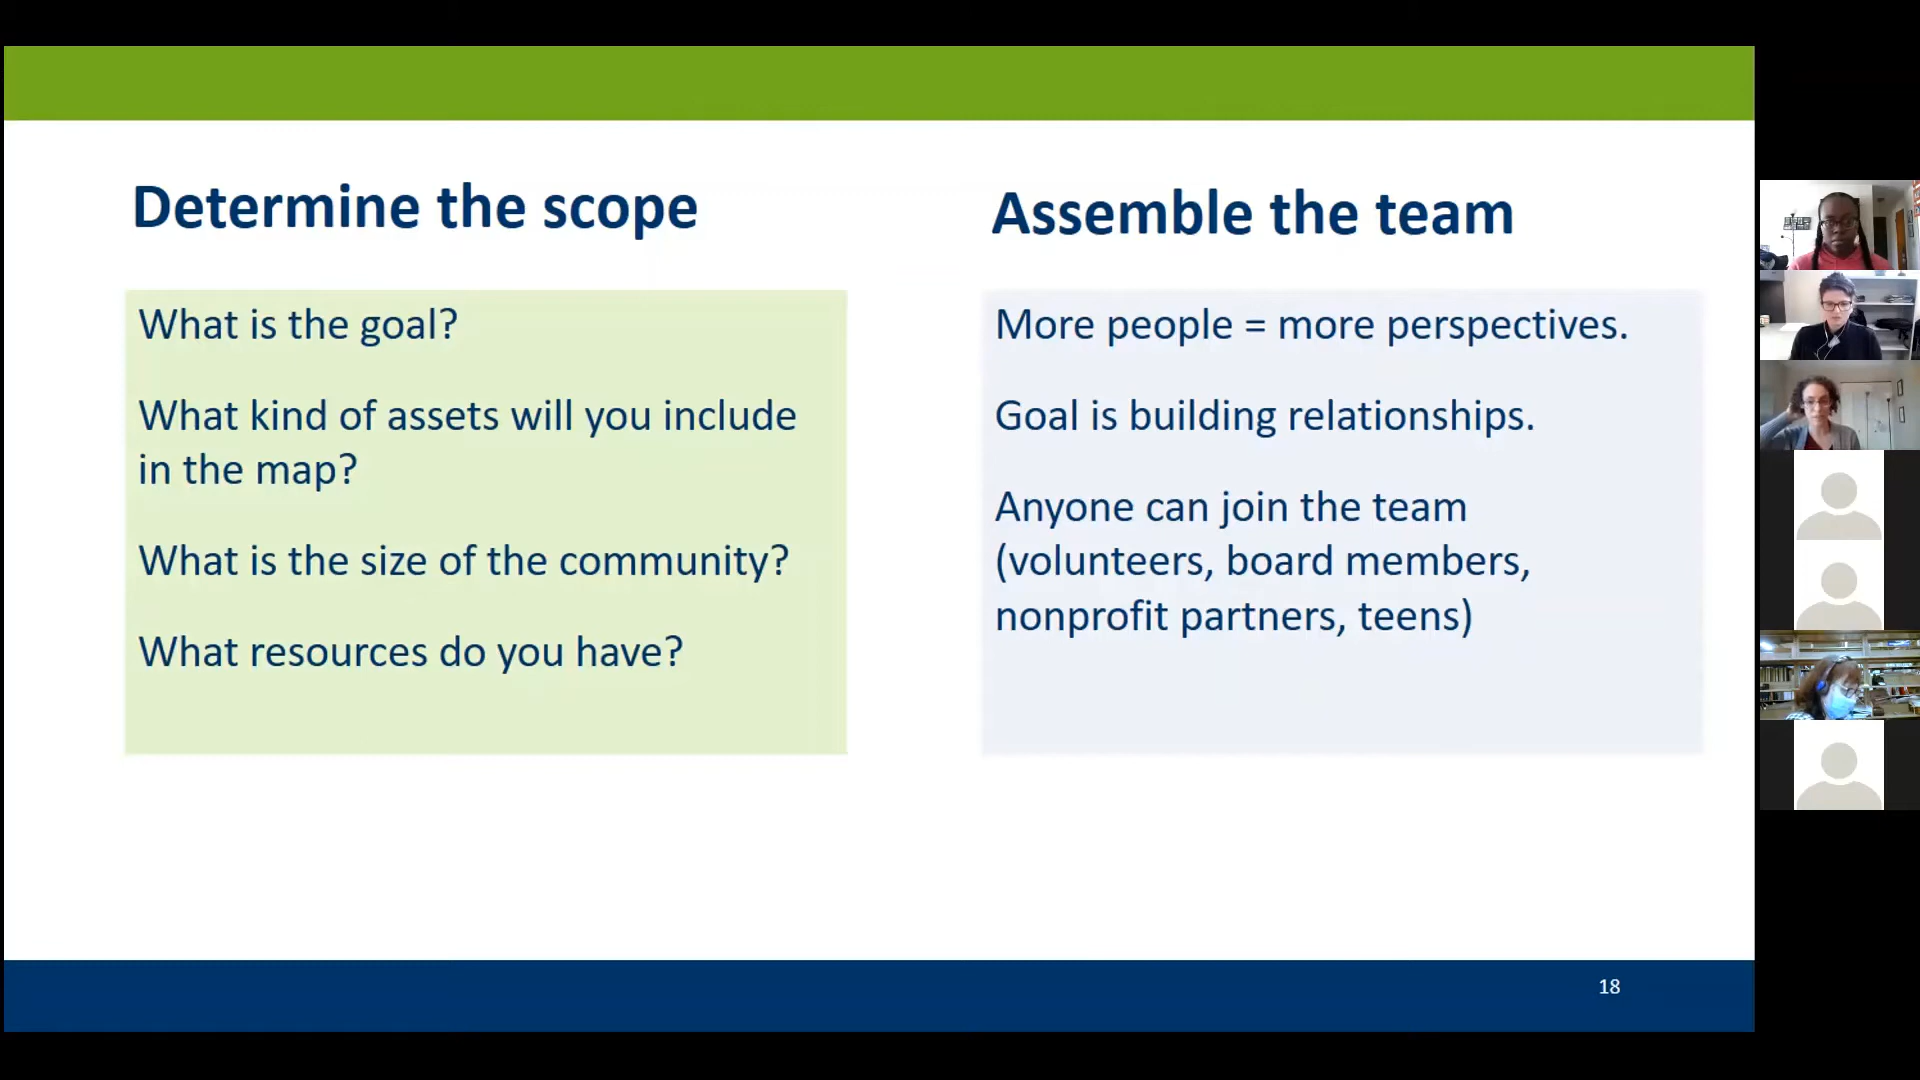 Determine the scope
What is the goal?
What kind of assets will you include
in the map?
What is the size of the community?
What resources do you have?
Assemble the team
More people = more perspectives.
Goal is building relationships.
Anyone can join the team
(volunteers, board members,
nonprofit partners, teens)
18